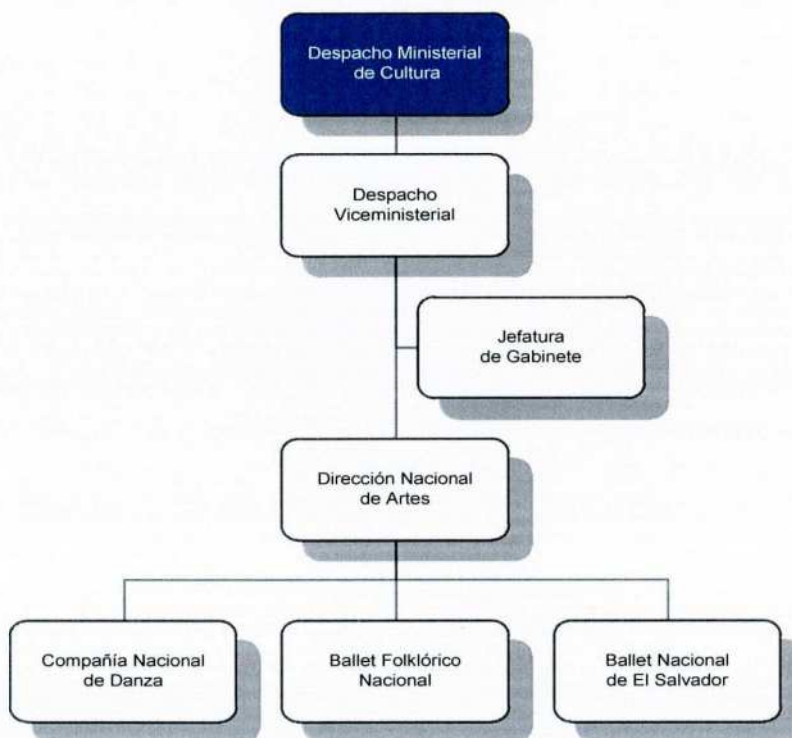 Despacho Ministerial
de Cultura
Despacho
Viceministerial
Jefatura
de Gabinete
Dirección Nacional
de Artes
Compañía Nacional
de Danza
Ballet Folklórico
Nacional
Ballet Nacional
de El Salvador